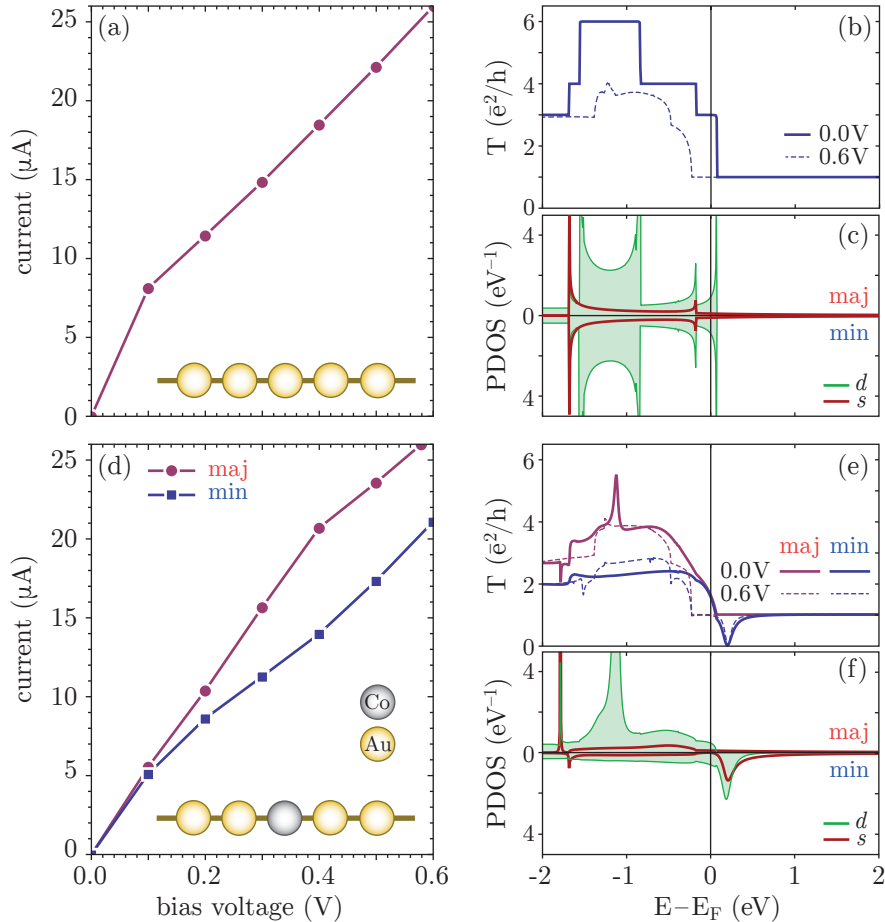 (a)
current (μA)
25
20
15
10
5
0
(b)
T (ē²/h)
6
4
2
0.0V
0.6V
(c)
PDOS (eV⁻¹)
4
0
4
maj
min
d
s
(d)
maj
min
current (μA)
25
20
15
10
5
0
Co
Au
0.0 0.2 0.4 0.6
bias voltage (V)
(e)
T (ē²/h)
6
4
2
0
maj min
0.0V
0.6V
(f)
PDOS (eV⁻¹)
4
0
4
maj
min
d
s
-2 -1 0 1 2
E−E_F (eV)